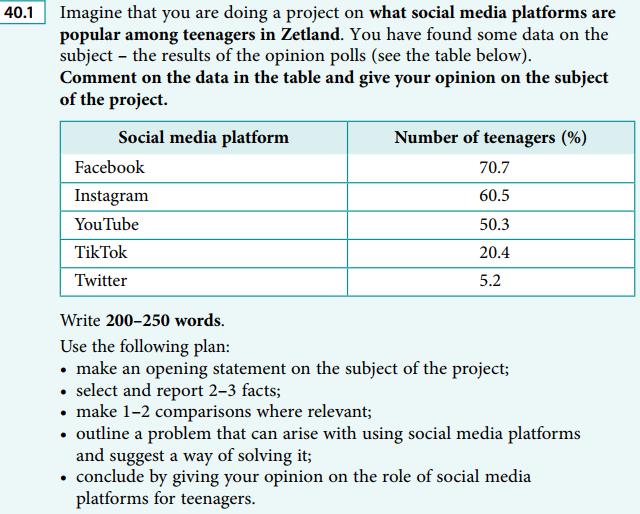 40.1 Imagine that you are doing a project on what social media platforms are
popular among teenagers in Zetland. You have found some data on the
subject – the results of the opinion polls (see the table below).
Comment on the data in the table and give your opinion on the subject
of the project.
Social media platform Number of teenagers (%)
Facebook 70.7
Instagram 60.5
YouTube 50.3
TikTok 20.4
Twitter 5.2
Write 200–250 words.
Use the following plan:
• make an opening statement on the subject of the project;
• select and report 2–3 facts;
• make 1–2 comparisons where relevant;
• outline a problem that can arise with using social media platforms
and suggest a way of solving it;
• conclude by giving your opinion on the role of social media
platforms for teenagers.